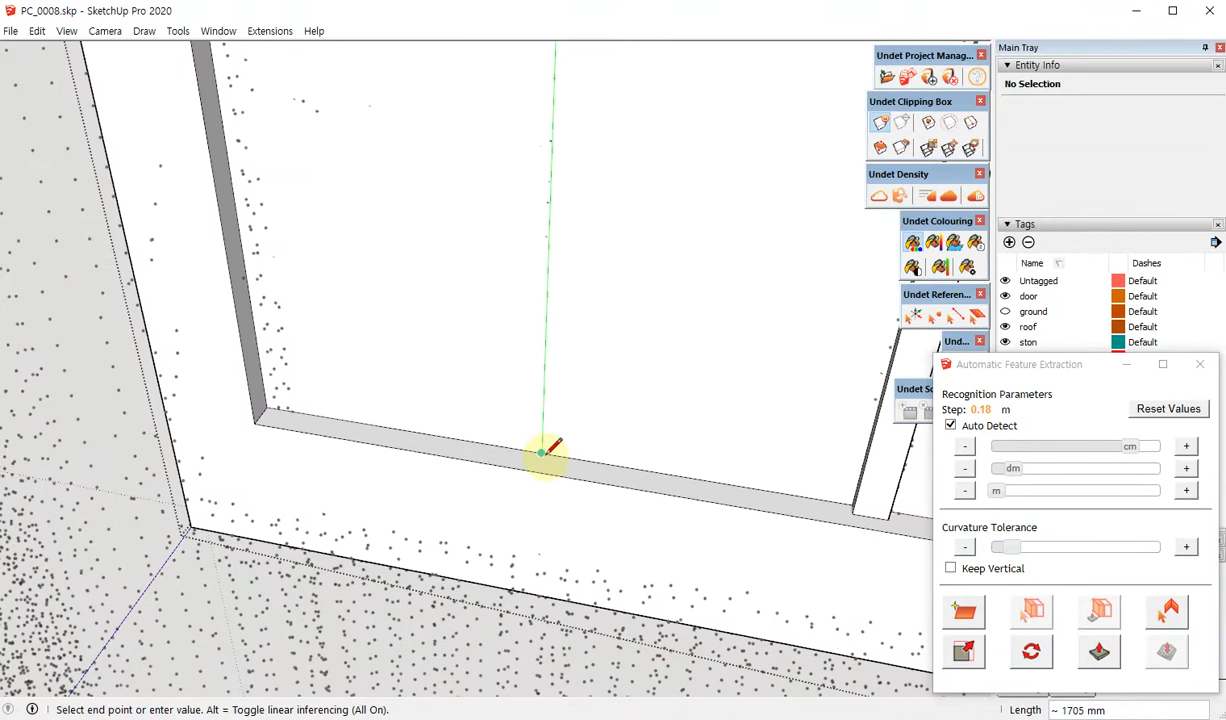 PC_0008.skp - SketchUp Pro 2020
File Edit View Camera Draw Tools Window Extensions Help
Main Tray
Undet Project Manag...
Entity Info
No Selection
Undet Clipping Box
Undet Density
Undet Colouring
Tags
Name Dashes
Untagged Default
Undet Referen...
door Default
ground Default
roof Default
Und... ston Default
Automatic Feature Extraction
Undet Sc
Recognition Parameters
Step: 0.18 m Reset Values
Auto Detect
- cm +
- dm +
- m +
Curvature Tolerance
- +
Keep Vertical
Select end point or enter value. Alt = Toggle linear inferencing (All On).
Length ~ 1705 mm